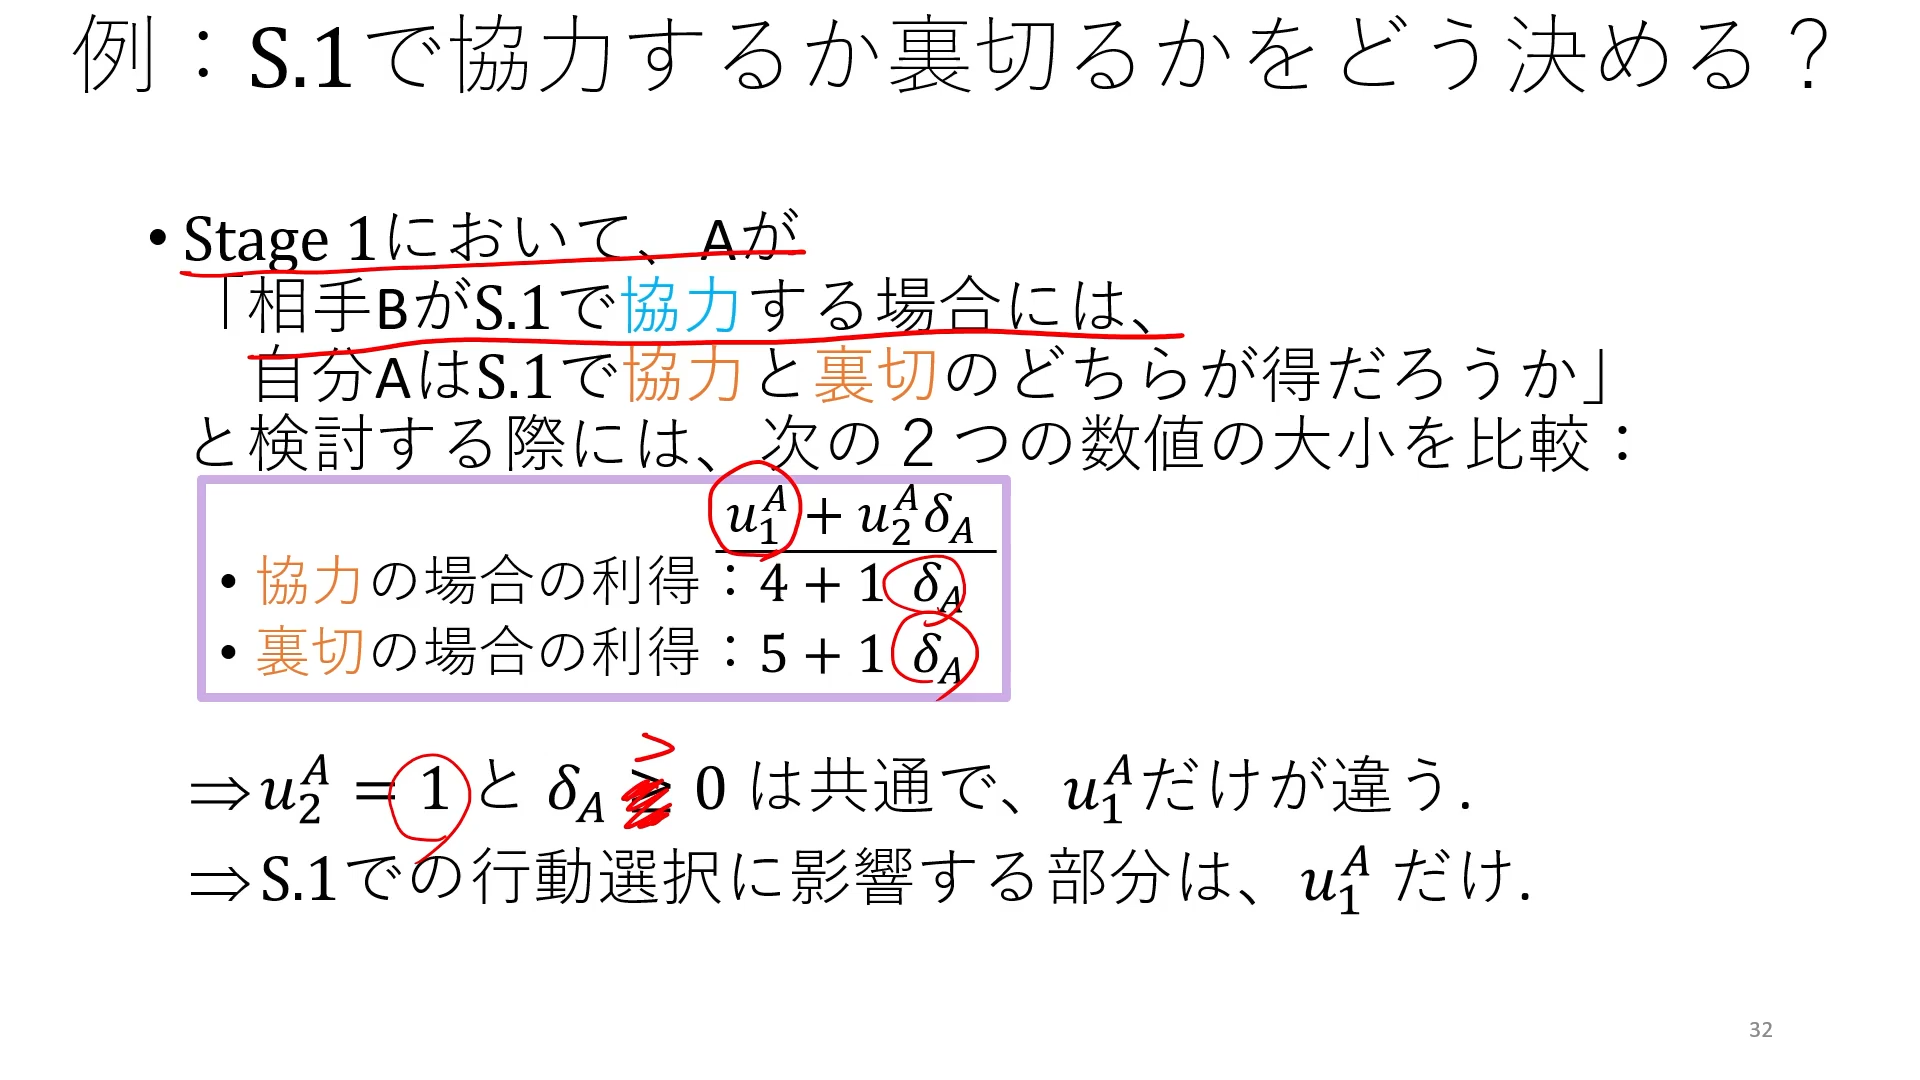 例：S.1で協力するか裏切るかをどう決める？
• Stage 1において、Aが
「相手BがS.1で協力する場合には、
自分AはS.1で協力と裏切のどちらが得だろうか」
と検討する際には、次の２つの数値の大小を比較：
u₁ᴬ + u₂ᴬδ_A
• 協力の場合の利得：4 + 1 δ_A
• 裏切の場合の利得：5 + 1 δ_A
>
⇒u₂ᴬ = 1 と δ_A ≥ 0 は共通で、u₁ᴬだけが違う.
⇒S.1での行動選択に影響する部分は、u₁ᴬ だけ.
32